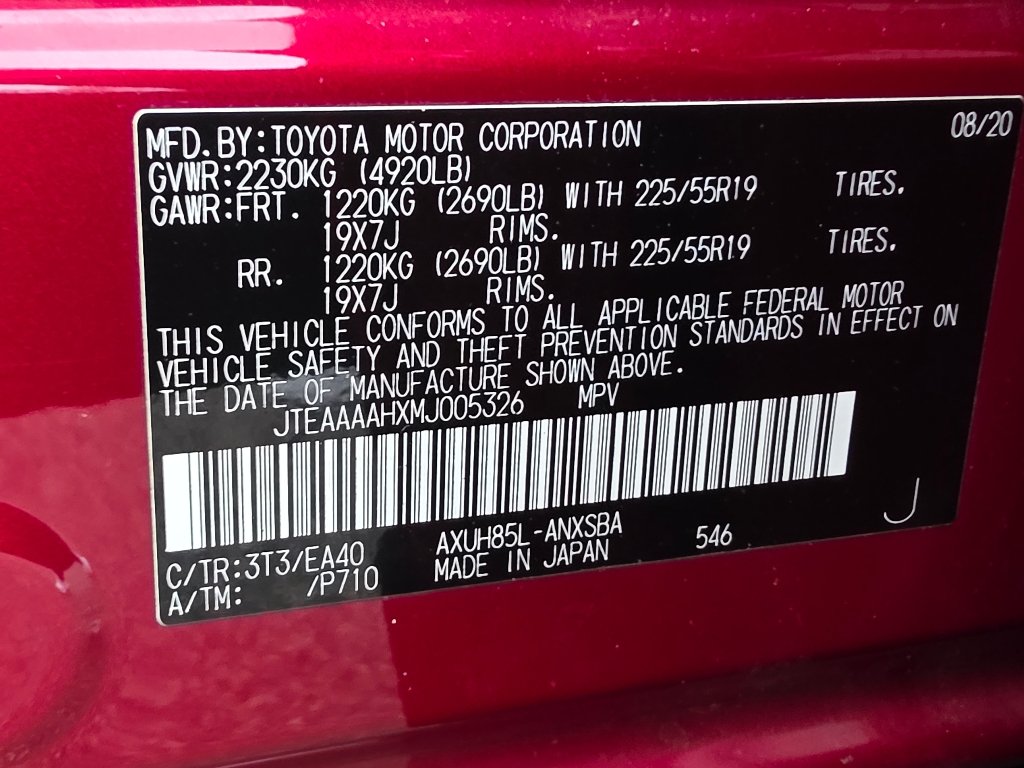 MFD. BY: TOYOTA MOTOR CORPORATION 08/20
GVWR: 2230KG (4920LB)
GAWR: FRT. 1220KG (2690LB) WITH 225/55R19 TIRES.
19X7J RIMS.
RR. 1220KG (2690LB) WITH 225/55R19 TIRES.
19X7J RIMS.
THIS VEHICLE CONFORMS TO ALL APPLICABLE FEDERAL MOTOR
VEHICLE SAFETY AND THEFT PREVENTION STANDARDS IN EFFECT ON
THE DATE OF MANUFACTURE SHOWN ABOVE.
JTEAAAAHXMJ005326 MPV
C/TR: 3T3/EA40 AXUH85L-ANXSBA 546 J
A/TM: /P710 MADE IN JAPAN